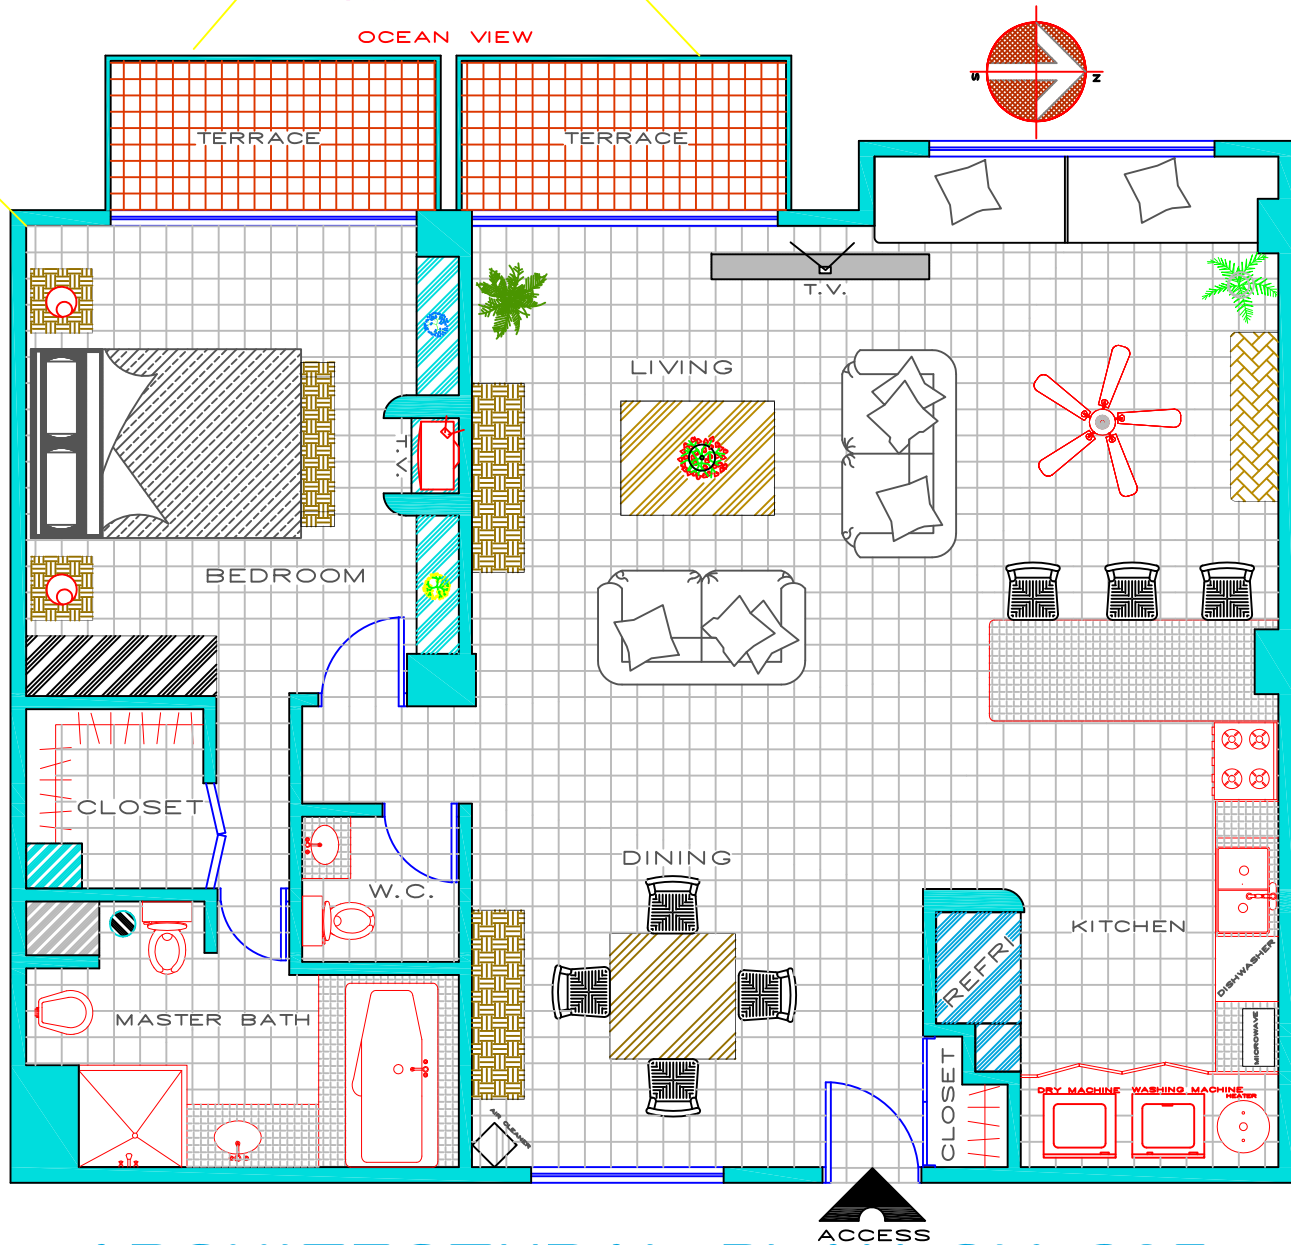 OCEAN VIEW
S
N
TERRACE
TERRACE
T.V.
LIVING
T.V.
BEDROOM
CLOSET
DINING
W.C.
KITCHEN
REFRI
DISHWASHER
MASTER BATH
MICROWAVE
CLOSET
DRY MACHINE
WASHING MACHINE
HEATER
AIR CLEANER
ACCESS